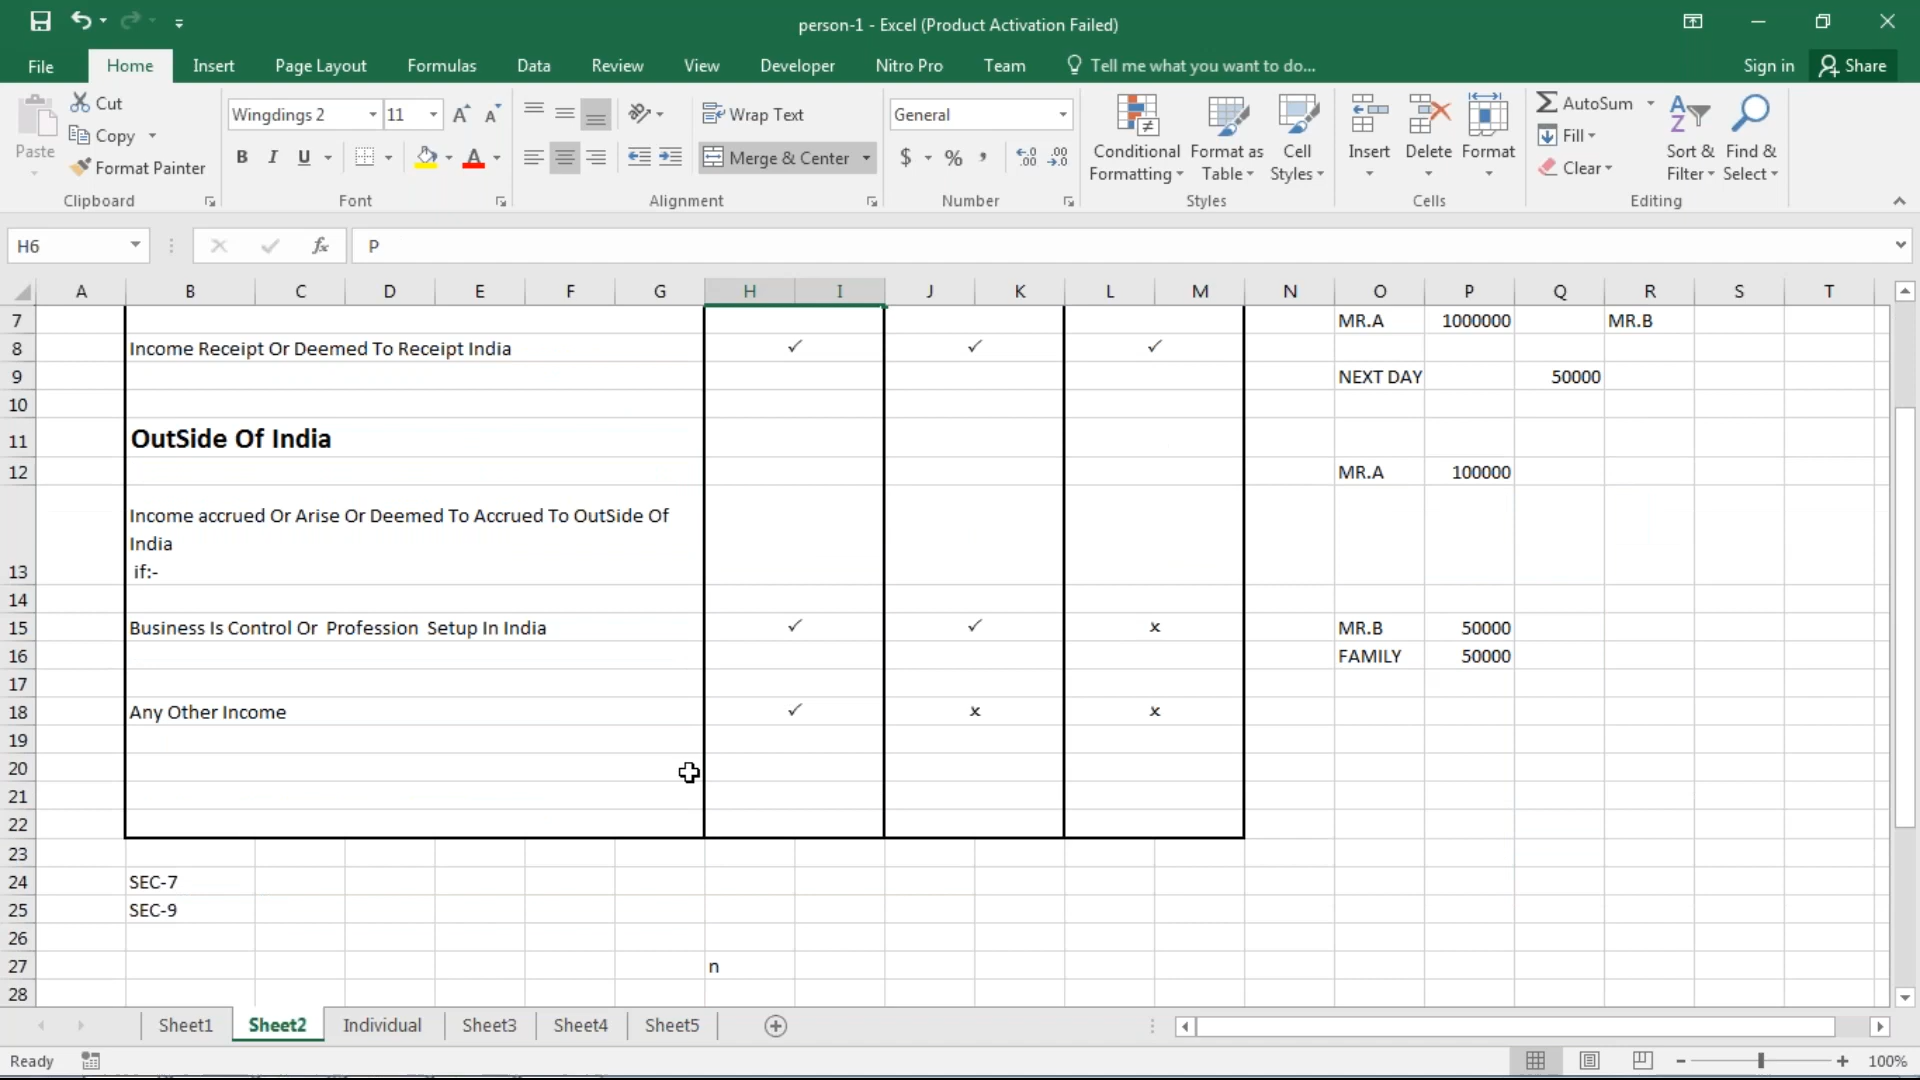 person-1 - Excel (Product Activation Failed)
File Home Insert Page Layout Formulas Data Review View Developer Nitro Pro Team Tell me what you want to do... Sign in Share
Paste
Cut
Copy
Format Painter
Clipboard
Wingdings 2 11
B I U
Font
Wrap Text
Merge & Center
Alignment
General
$ % ,
Number
Conditional Formatting
Format as Table
Cell Styles
Styles
Insert Delete Format
Cells
AutoSum
Fill
Clear
Sort & Filter
Find & Select
Editing
H6 fx P
A B C D E F G H I J K L M N O P Q R S T
7 MR.A 1000000 MR.B
8 Income Receipt Or Deemed To Receipt India ✓ ✓ ✓
9 NEXT DAY 50000
10
11 OutSide Of India
12 MR.A 100000
Income accrued Or Arise Or Deemed To Accrued To OutSide Of
India
13 if:-
14
15 Business Is Control Or Profession Setup In India ✓ ✓ x MR.B 50000
16 FAMILY 50000
17
18 Any Other Income ✓ x x
19
20
21
22
23
24 SEC-7
25 SEC-9
26
27 n
28
Sheet1 Sheet2 Individual Sheet3 Sheet4 Sheet5
Ready 100%